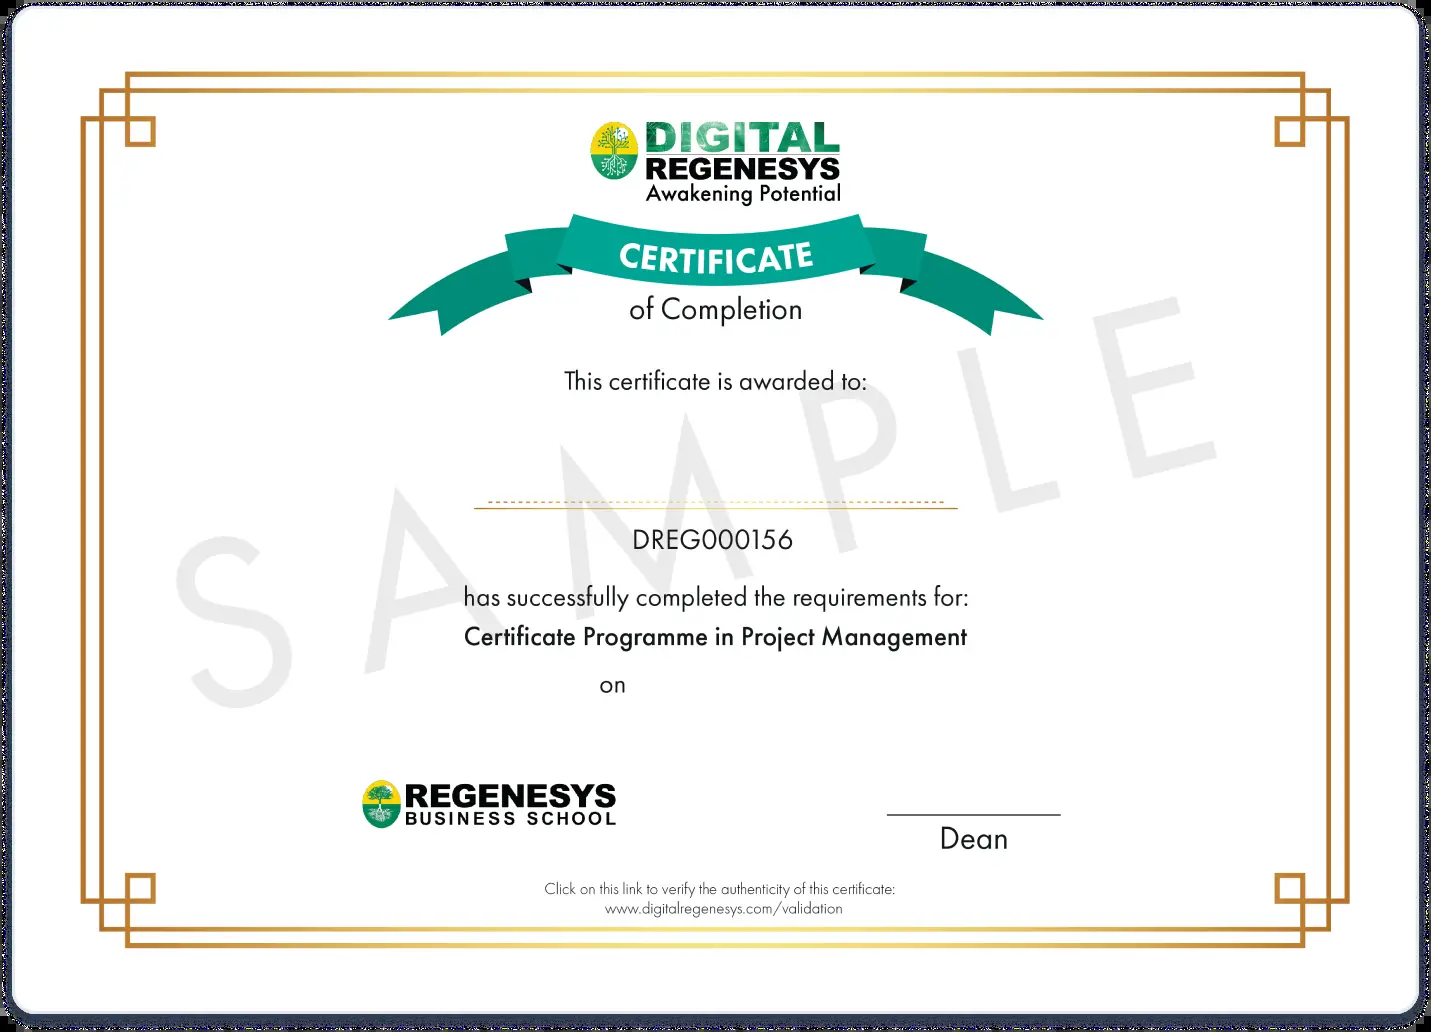 DIGITAL
REGENESYS
Awakening Potential
CERTIFICATE
of Completion
This certificate is awarded to:
SAMPLE
DREG000156
has successfully completed the requirements for:
Certificate Programme in Project Management
on
REGENESYS
BUSINESS SCHOOL
Dean
Click on this link to verify the authenticity of this certificate:
www.digitalregenesys.com/validation